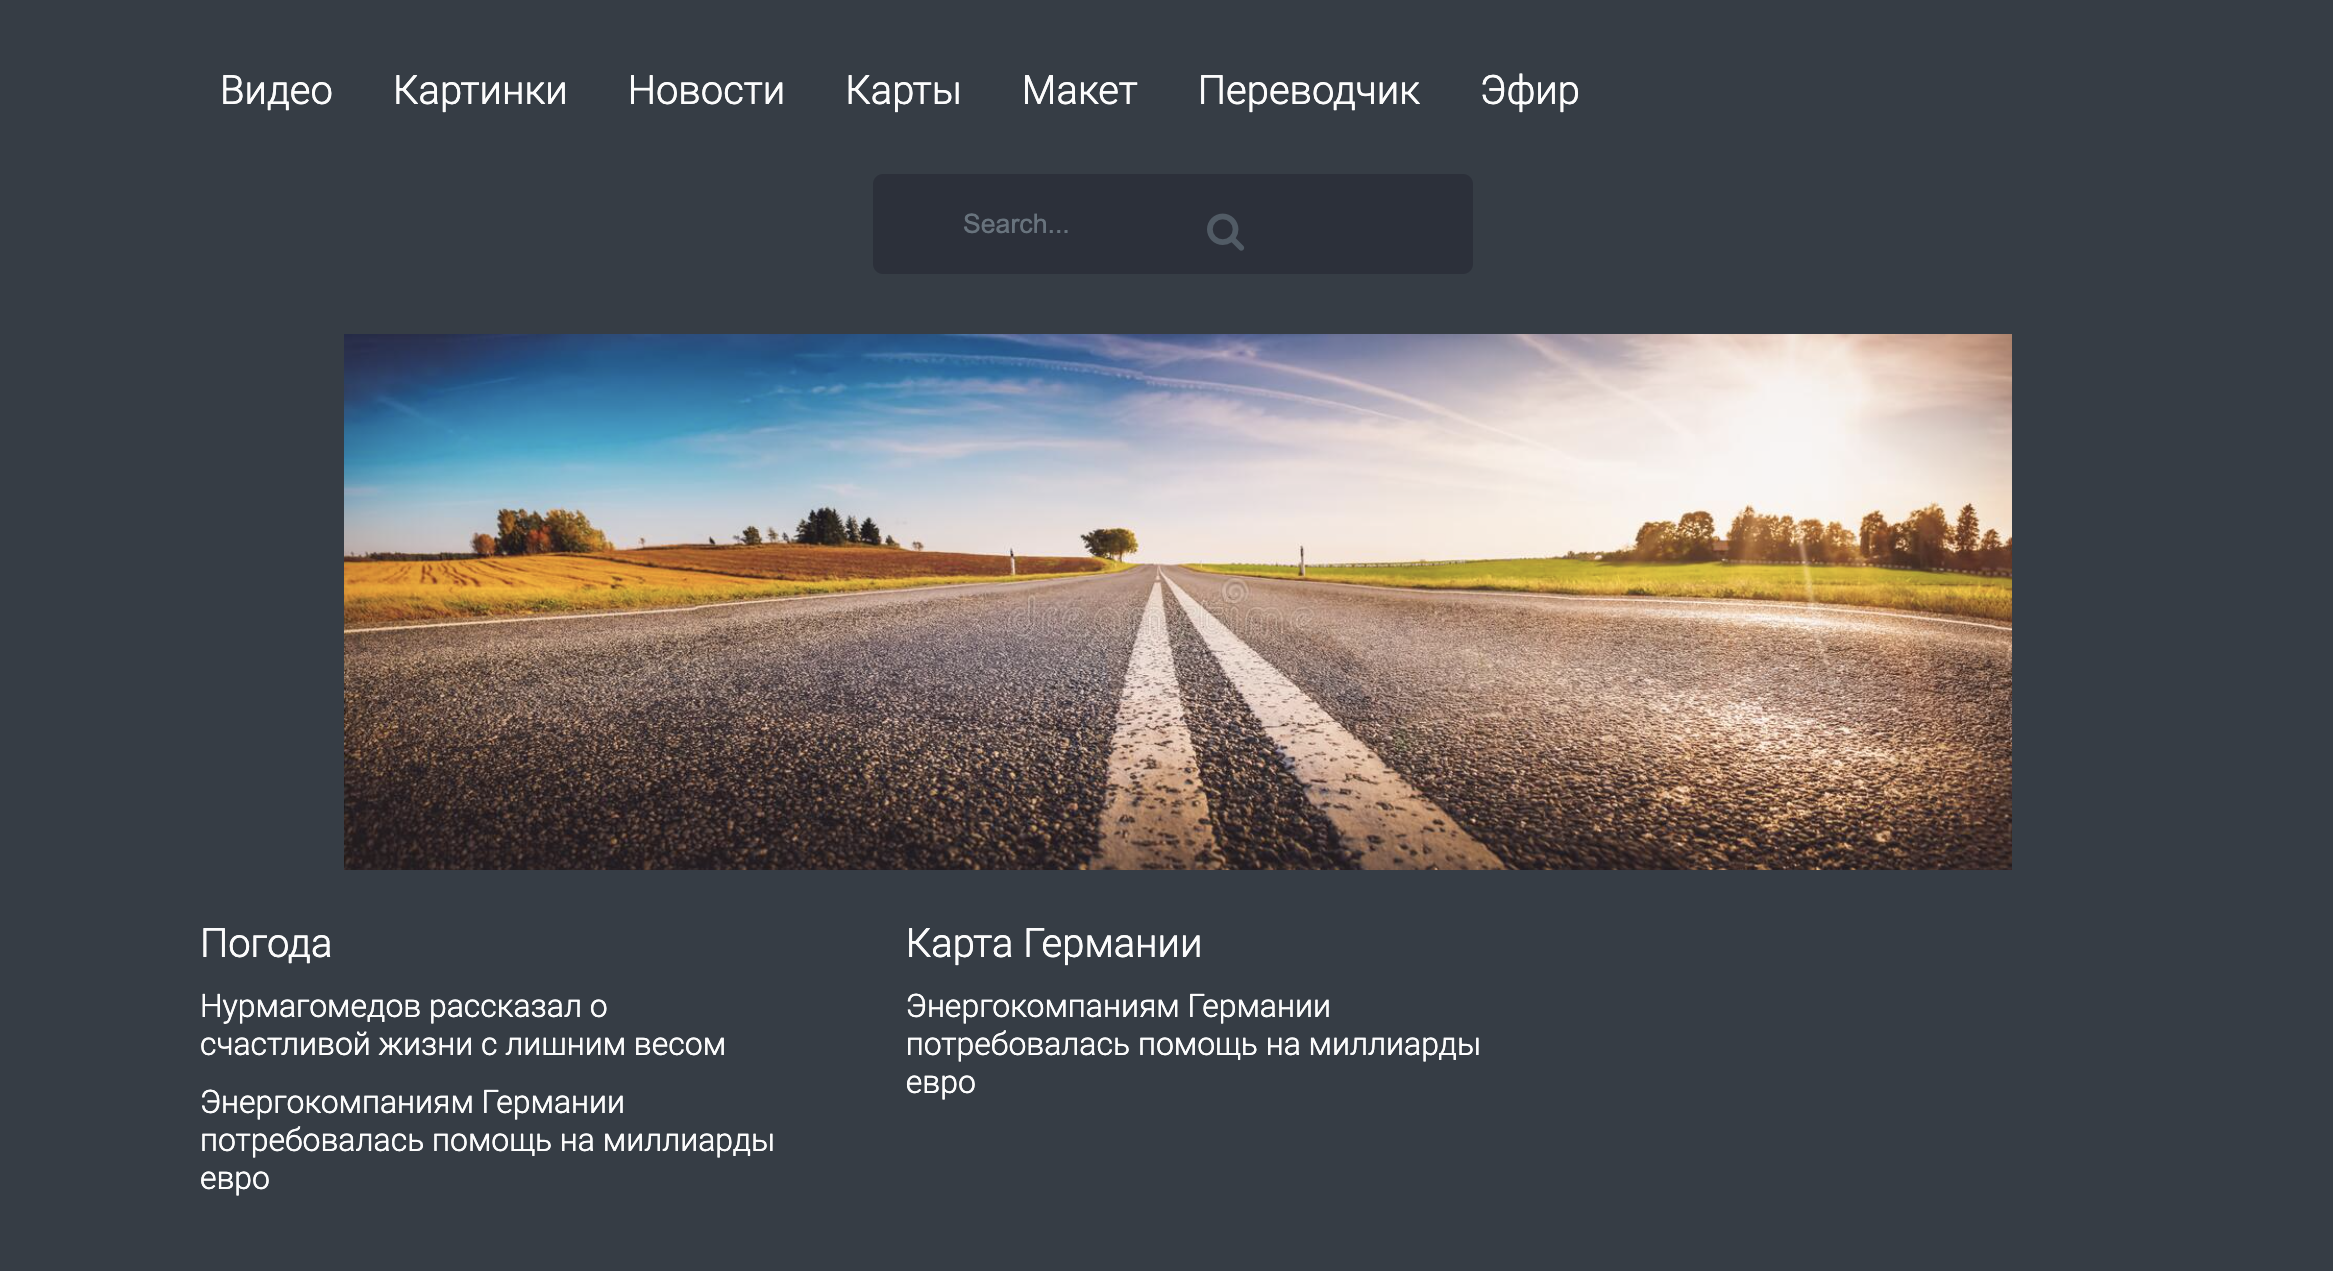 Видео Картинки Новости Карты Макет Переводчик Эфир
Search...
dreamstime
Погода
Нурмагомедов рассказал о
счастливой жизни с лишним весом
Энергокомпаниям Германии
потребовалась помощь на миллиарды
евро
Карта Германии
Энергокомпаниям Германии
потребовалась помощь на миллиарды
евро